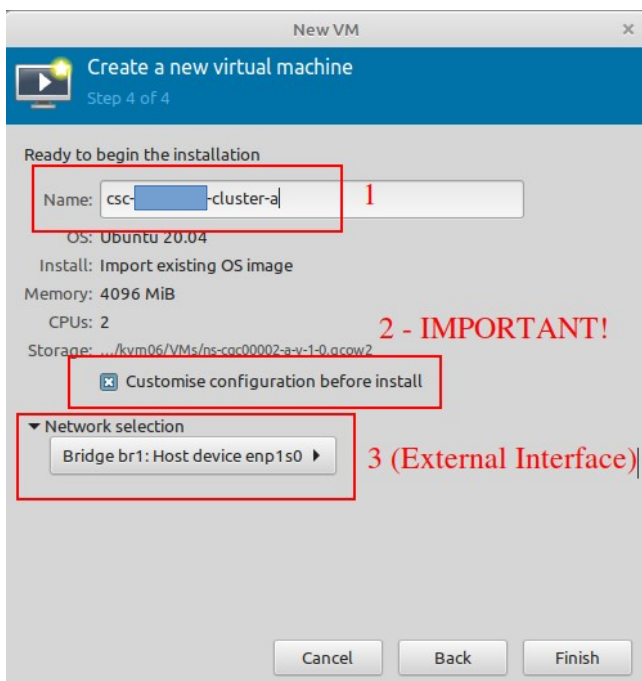 New VM ×
Create a new virtual machine
Step 4 of 4
Ready to begin the installation
Name: csc- -cluster-a 1
OS: Ubuntu 20.04
Install: Import existing OS image
Memory: 4096 MiB
CPUs: 2
2 - IMPORTANT!
Storage: .../kvm06/VMs/ns-cgc00002-a-v-1-0.qcow2
Customise configuration before install
Network selection
Bridge br1: Host device enp1s0
3 (External Interface)
Cancel Back Finish